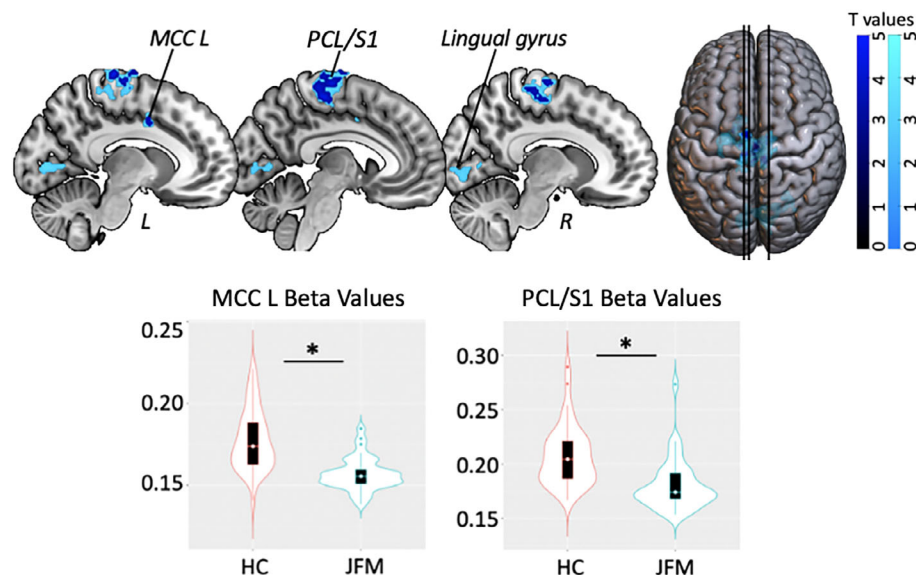 MCC L
PCL/S1
Lingual gyrus
T values
5 5
4 4
3 3
2 2
1 1
0 0
L
R
MCC L Beta Values
0.25
0.20
0.15
*
HC
JFM
PCL/S1 Beta Values
0.30
0.25
0.20
0.15
*
HC
JFM